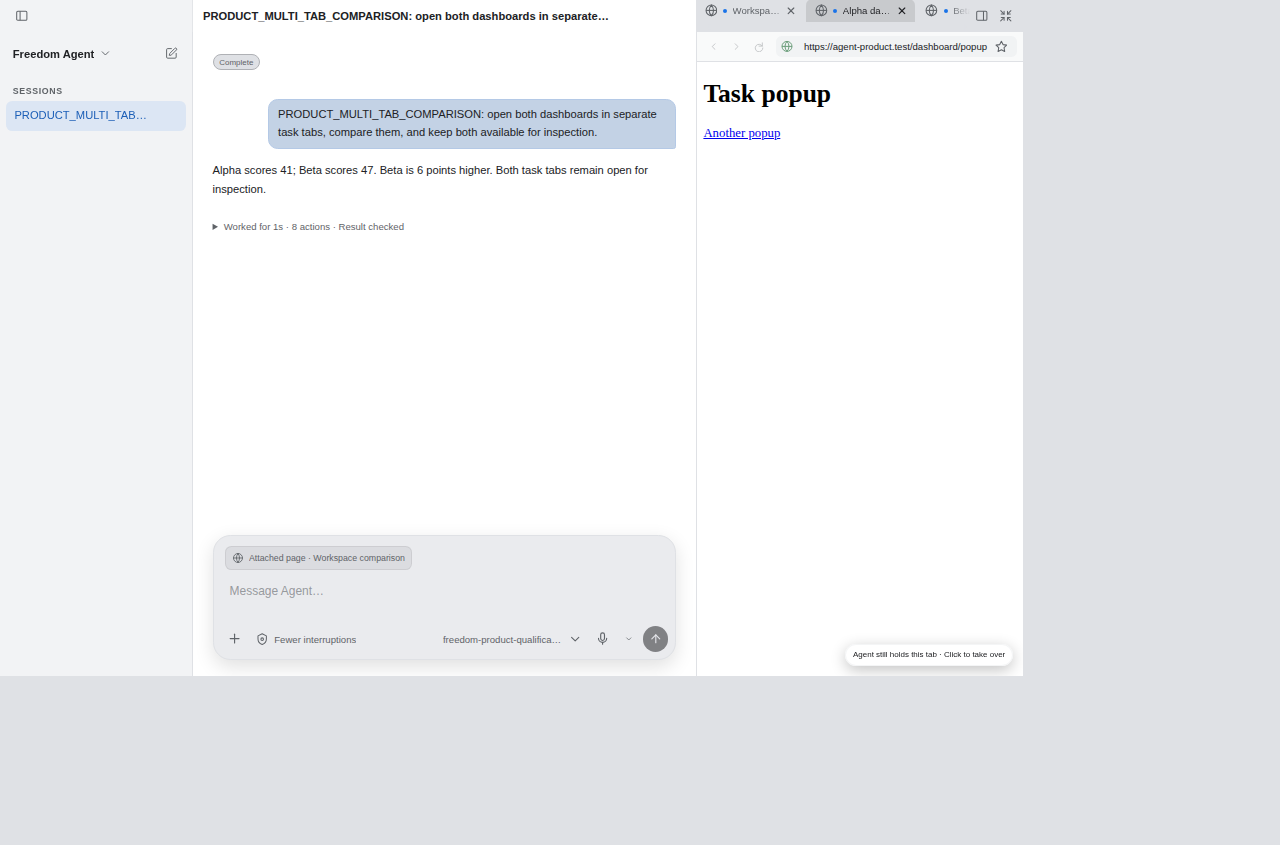 Freedom Agent
SESSIONS
PRODUCT_MULTI_TAB…
PRODUCT_MULTI_TAB_COMPARISON: open both dashboards in separate…
Complete
PRODUCT_MULTI_TAB_COMPARISON: open both dashboards in separate
task tabs, compare them, and keep both available for inspection.
Alpha scores 41; Beta scores 47. Beta is 6 points higher. Both task tabs remain open for
inspection.
Worked for 1s · 8 actions · Result checked
Attached page · Workspace comparison
Message Agent…
Fewer interruptions
freedom-product-qualifica…
Workspa…
Alpha da…
Bet
https://agent-product.test/dashboard/popup
Task popup
Another popup
Agent still holds this tab · Click to take over